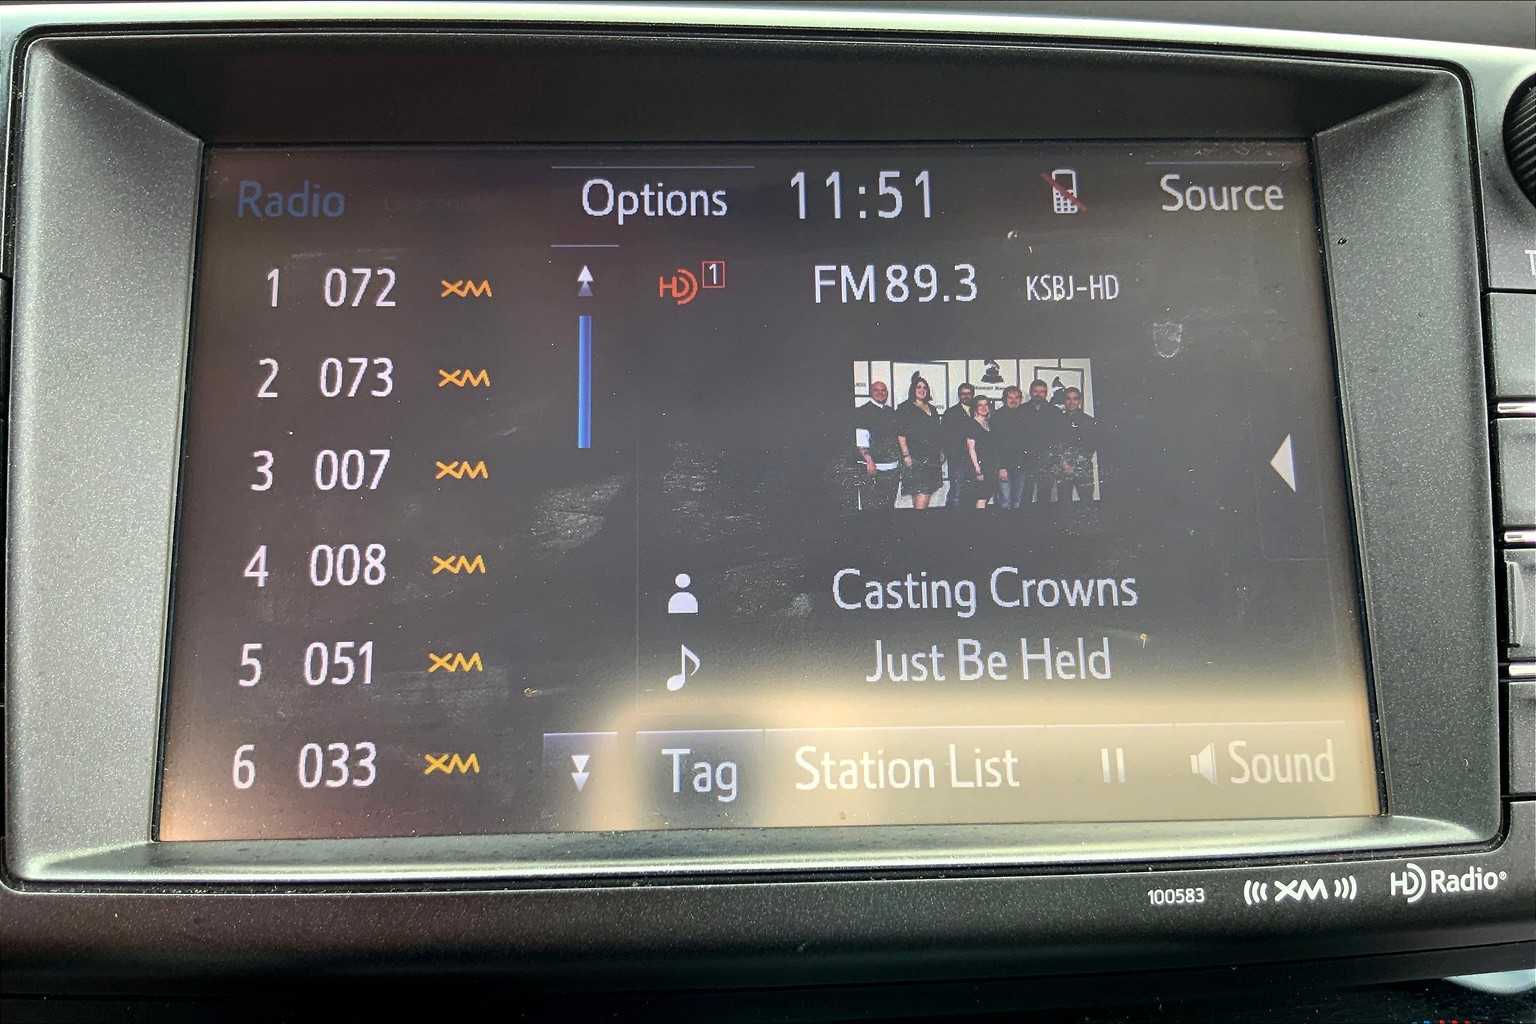 Radio Options 11:51 Source
1 072 XM
HD 1 FM 89.3 KSBJ-HD
2 073 XM
3 007 XM
4 008 XM
Casting Crowns
5 051 XM
Just Be Held
6 033 XM
Tag Station List Sound
100583 XM HD Radio®